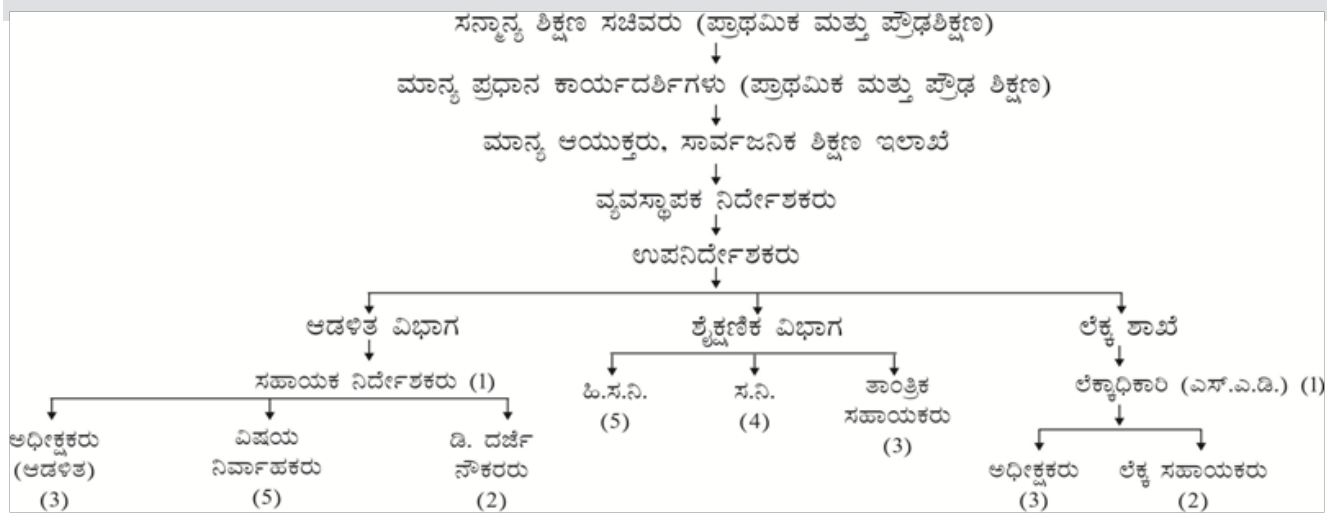 ಸನ್ಮಾನ್ಯ ಶಿಕ್ಷಣ ಸಚಿವರು (ಪ್ರಾಥಮಿಕ ಮತ್ತು ಪ್ರೌಢಶಿಕ್ಷಣ)
ಮಾನ್ಯ ಪ್ರಧಾನ ಕಾರ್ಯದರ್ಶಿಗಳು (ಪ್ರಾಥಮಿಕ ಮತ್ತು ಪ್ರೌಢ ಶಿಕ್ಷಣ)
ಮಾನ್ಯ ಆಯುಕ್ತರು, ಸಾರ್ವಜನಿಕ ಶಿಕ್ಷಣ ಇಲಾಖೆ
ವ್ಯವಸ್ಥಾಪಕ ನಿರ್ದೇಶಕರು
ಉಪನಿರ್ದೇಶಕರು
ಆಡಳಿತ ವಿಭಾಗ
ಸಹಾಯಕ ನಿರ್ದೇಶಕರು (1)
ಅಧೀಕ್ಷಕರು
(ಆಡಳಿತ)
(3)
ವಿಷಯ
ನಿರ್ವಾಹಕರು
(5)
ಡಿ. ದರ್ಜೆ
ನೌಕರರು
(2)
ಶೈಕ್ಷಣಿಕ ವಿಭಾಗ
ಹಿ.ಸ.ನಿ.
(5)
ಸ.ನಿ.
(4)
ತಾಂತ್ರಿಕ
ಸಹಾಯಕರು
(3)
ಲೆಕ್ಕ ಶಾಖೆ
ಲೆಕ್ಕಾಧಿಕಾರಿ (ಎಸ್.ಎ.ಡಿ.) (1)
ಅಧೀಕ್ಷಕರು
(3)
ಲೆಕ್ಕ ಸಹಾಯಕರು
(2)